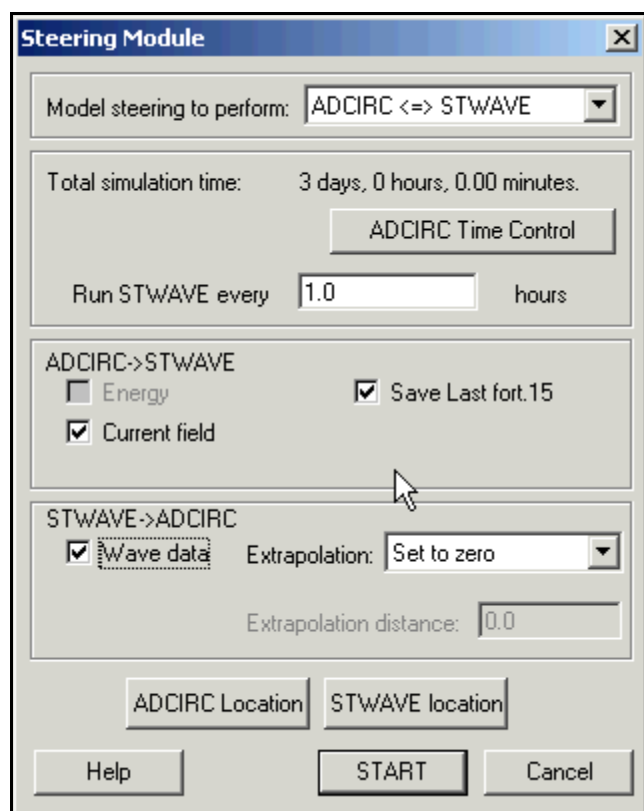 Steering Module
Model steering to perform: ADCIRC <=> STWAVE
Total simulation time: 3 days, 0 hours, 0.00 minutes.
ADCIRC Time Control
Run STWAVE every 1.0 hours
ADCIRC->STWAVE
Energy Save Last fort.15
Current field
STWAVE->ADCIRC
Wave data Extrapolation: Set to zero
Extrapolation distance: 0.0
ADCIRC Location STWAVE location
Help START Cancel